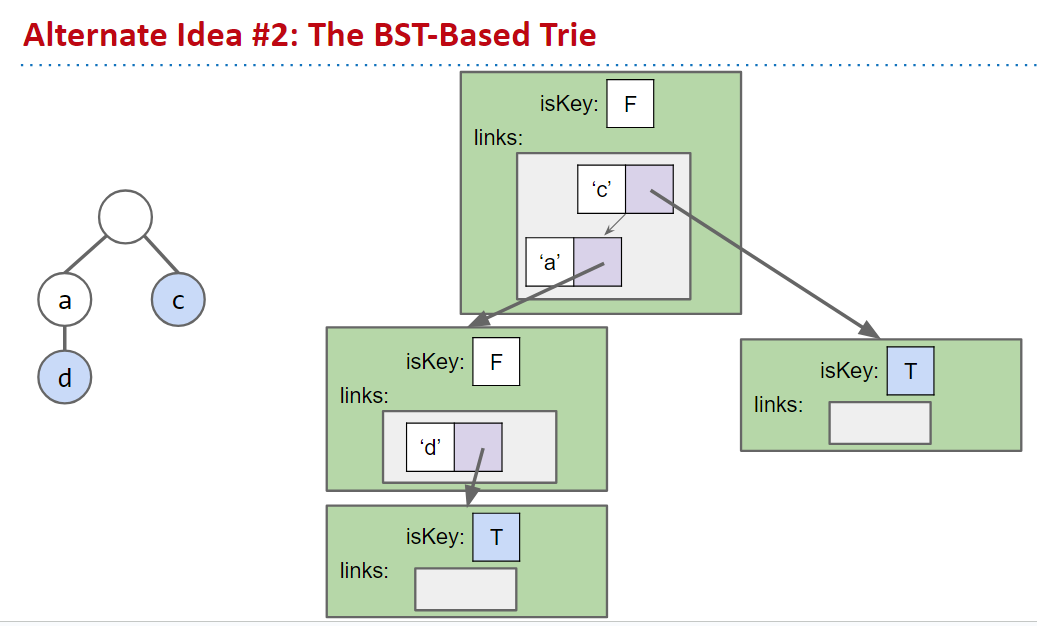 Alternate Idea #2: The BST-Based Trie
isKey: F
links:
‘c’
‘a’
a
c
d
isKey: F
links:
‘d’
isKey: T
links:
isKey: T
links: